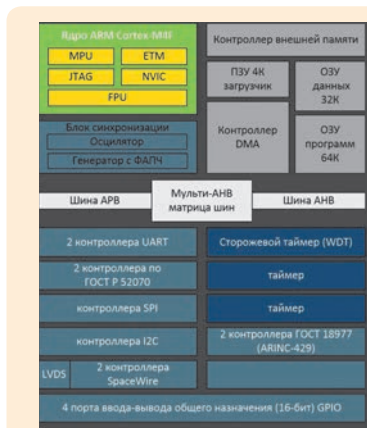 Ядро ARM Cortex-M4F
MPU
ETM
JTAG
NVIC
FPU
Блок синхронизации
Осцилятор
Генератор с ФАПЧ
Контроллер внешней памяти
ПЗУ 4К
загрузчик
ОЗУ
данных
32К
Контроллер
DMA
ОЗУ
программ
64К
Шина APB
Мульти-АНВ
матрица шин
Шина АНВ
2 контроллера UART
Сторожевой таймер (WDT)
2 контроллера по
ГОСТ Р 52070
таймер
контроллера SPI
таймер
контроллера I2C
2 контроллера ГОСТ 18977
(ARINC-429)
LVDS
2 контроллера
SpaceWire
4 порта ввода-вывода общего назначения (16-бит) GPIO